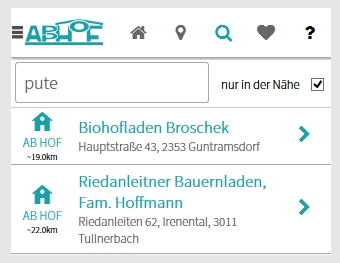 ABHOF
?
pute
nur in der Nähe
AB HOF
~19.0km
Biohofladen Broschek
Hauptstraße 43, 2353 Guntramsdorf
AB HOF
~22.0km
Riedanleitner Bauernladen,
Fam. Hoffmann
Riedanleiten 62, Irenental, 3011
Tullnerbach